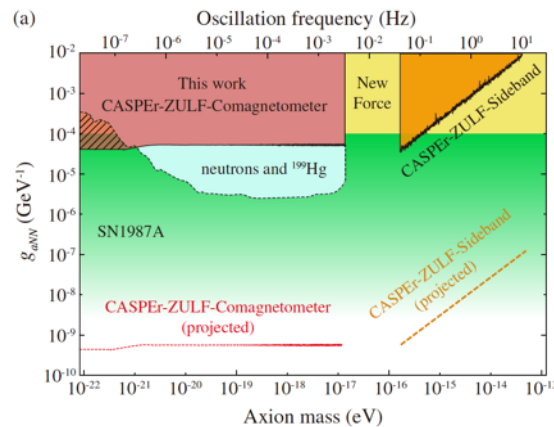 (a)
Oscillation frequency (Hz)
10⁻⁷ 10⁻⁶ 10⁻⁵ 10⁻⁴ 10⁻³ 10⁻² 10⁻¹ 10⁰ 10¹
10⁻²
10⁻³
10⁻⁴
10⁻⁵
10⁻⁶
10⁻⁷
10⁻⁸
10⁻⁹
10⁻¹⁰
g_aNN (GeV⁻¹)
This work
CASPEr-ZULF-Comagnetometer
New
Force
CASPEr-ZULF-Sideband
neutrons and ¹⁹⁹Hg
SN1987A
CASPEr-ZULF-Sideband
(projected)
CASPEr-ZULF-Comagnetometer
(projected)
10⁻²² 10⁻²¹ 10⁻²⁰ 10⁻¹⁹ 10⁻¹⁸ 10⁻¹⁷ 10⁻¹⁶ 10⁻¹⁵ 10⁻¹⁴ 10⁻¹³
Axion mass (eV)